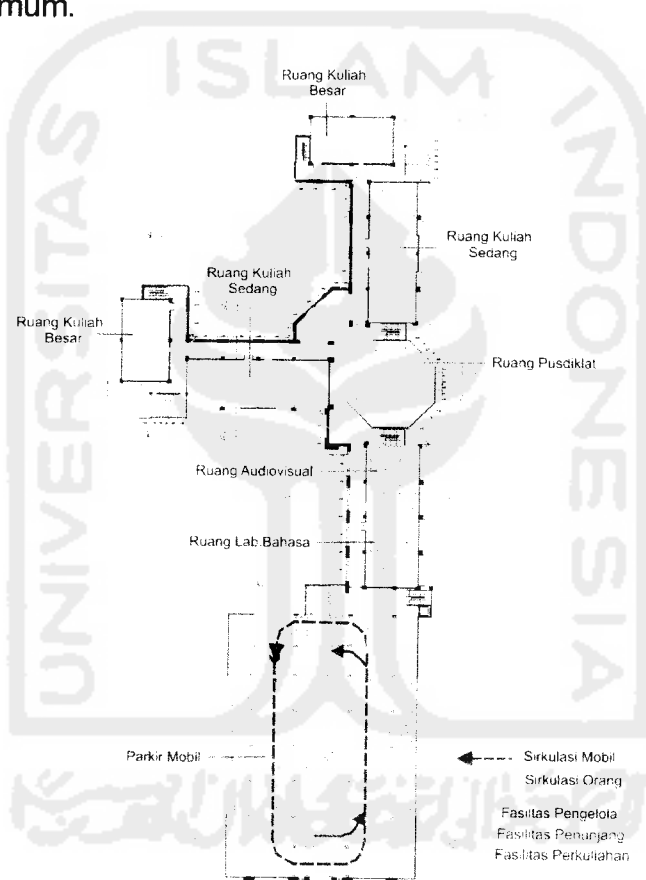 mum.
ISLAM
UNIVERSITAS
INDONESIA
Ruang Kuliah
Besar
Ruang Kuliah
Sedang
Ruang Kuliah
Sedang
Ruang Kuliah
Besar
Ruang Pusdiklat
Ruang Audiovisual
Ruang Lab.Bahasa
Parkir Mobil
Sirkulasi Mobil
Sirkulasi Orang
Fasiltas Pengelola
Fasilitas Penunjang
Fasilitas Perkuliahan